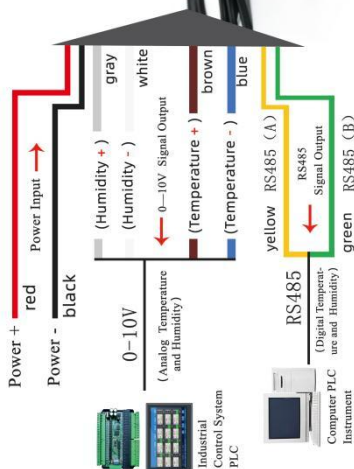 Power + red
Power Input
Power - black
gray
(Humidity +)
white
(Humidity -)
0—10V Signal Output
brown
(Temperature +)
blue
(Temperature -)
0-10V
(Analog Temperature
and Humidity)
Industrial
Control System
PLC
yellow RS485 (A)
RS485
Signal Output
green RS485 (B)
RS485
(Digital Temperat-
ure and Humidity)
Computer PLC
Instrument